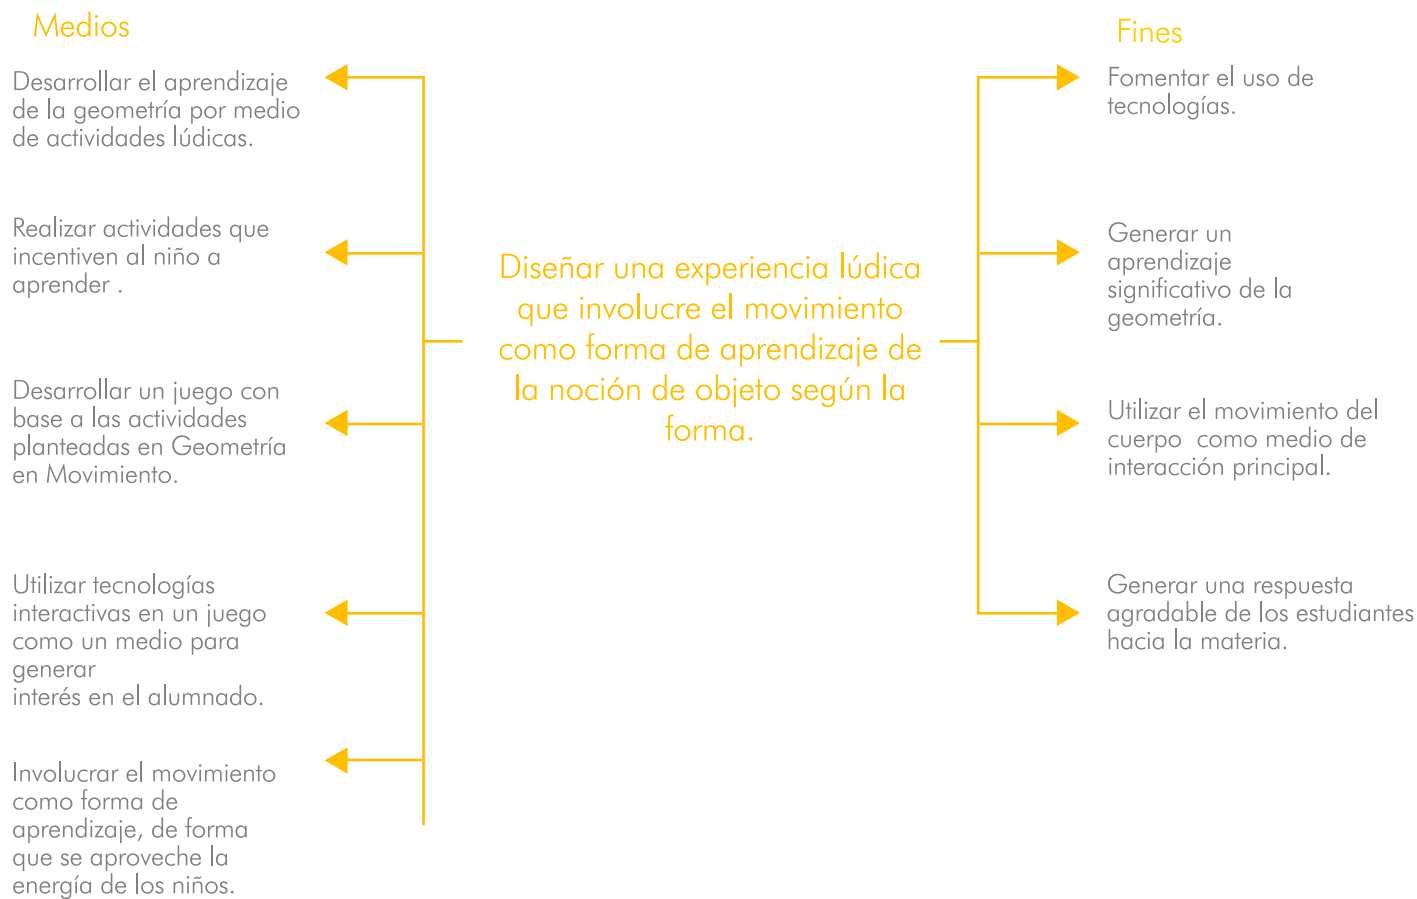 Medios
Desarrollar el aprendizaje
de la geometría por medio
de actividades lúdicas.
Realizar actividades que
incentiven al niño a
aprender .
Desarrollar un juego con
base a las actividades
planteadas en Geometría
en Movimiento.
Utilizar tecnologías
interactivas en un juego
como un medio para
generar
interés en el alumnado.
Involucrar el movimiento
como forma de
aprendizaje, de forma
que se aproveche la
energía de los niños.
Diseñar una experiencia lúdica
que involucre el movimiento
como forma de aprendizaje de
la noción de objeto según la
forma.
Fines
Fomentar el uso de
tecnologías.
Generar un
aprendizaje
significativo de la
geometría.
Utilizar el movimiento del
cuerpo  como medio de
interacción principal.
Generar una respuesta
agradable de los estudiantes
hacia la materia.